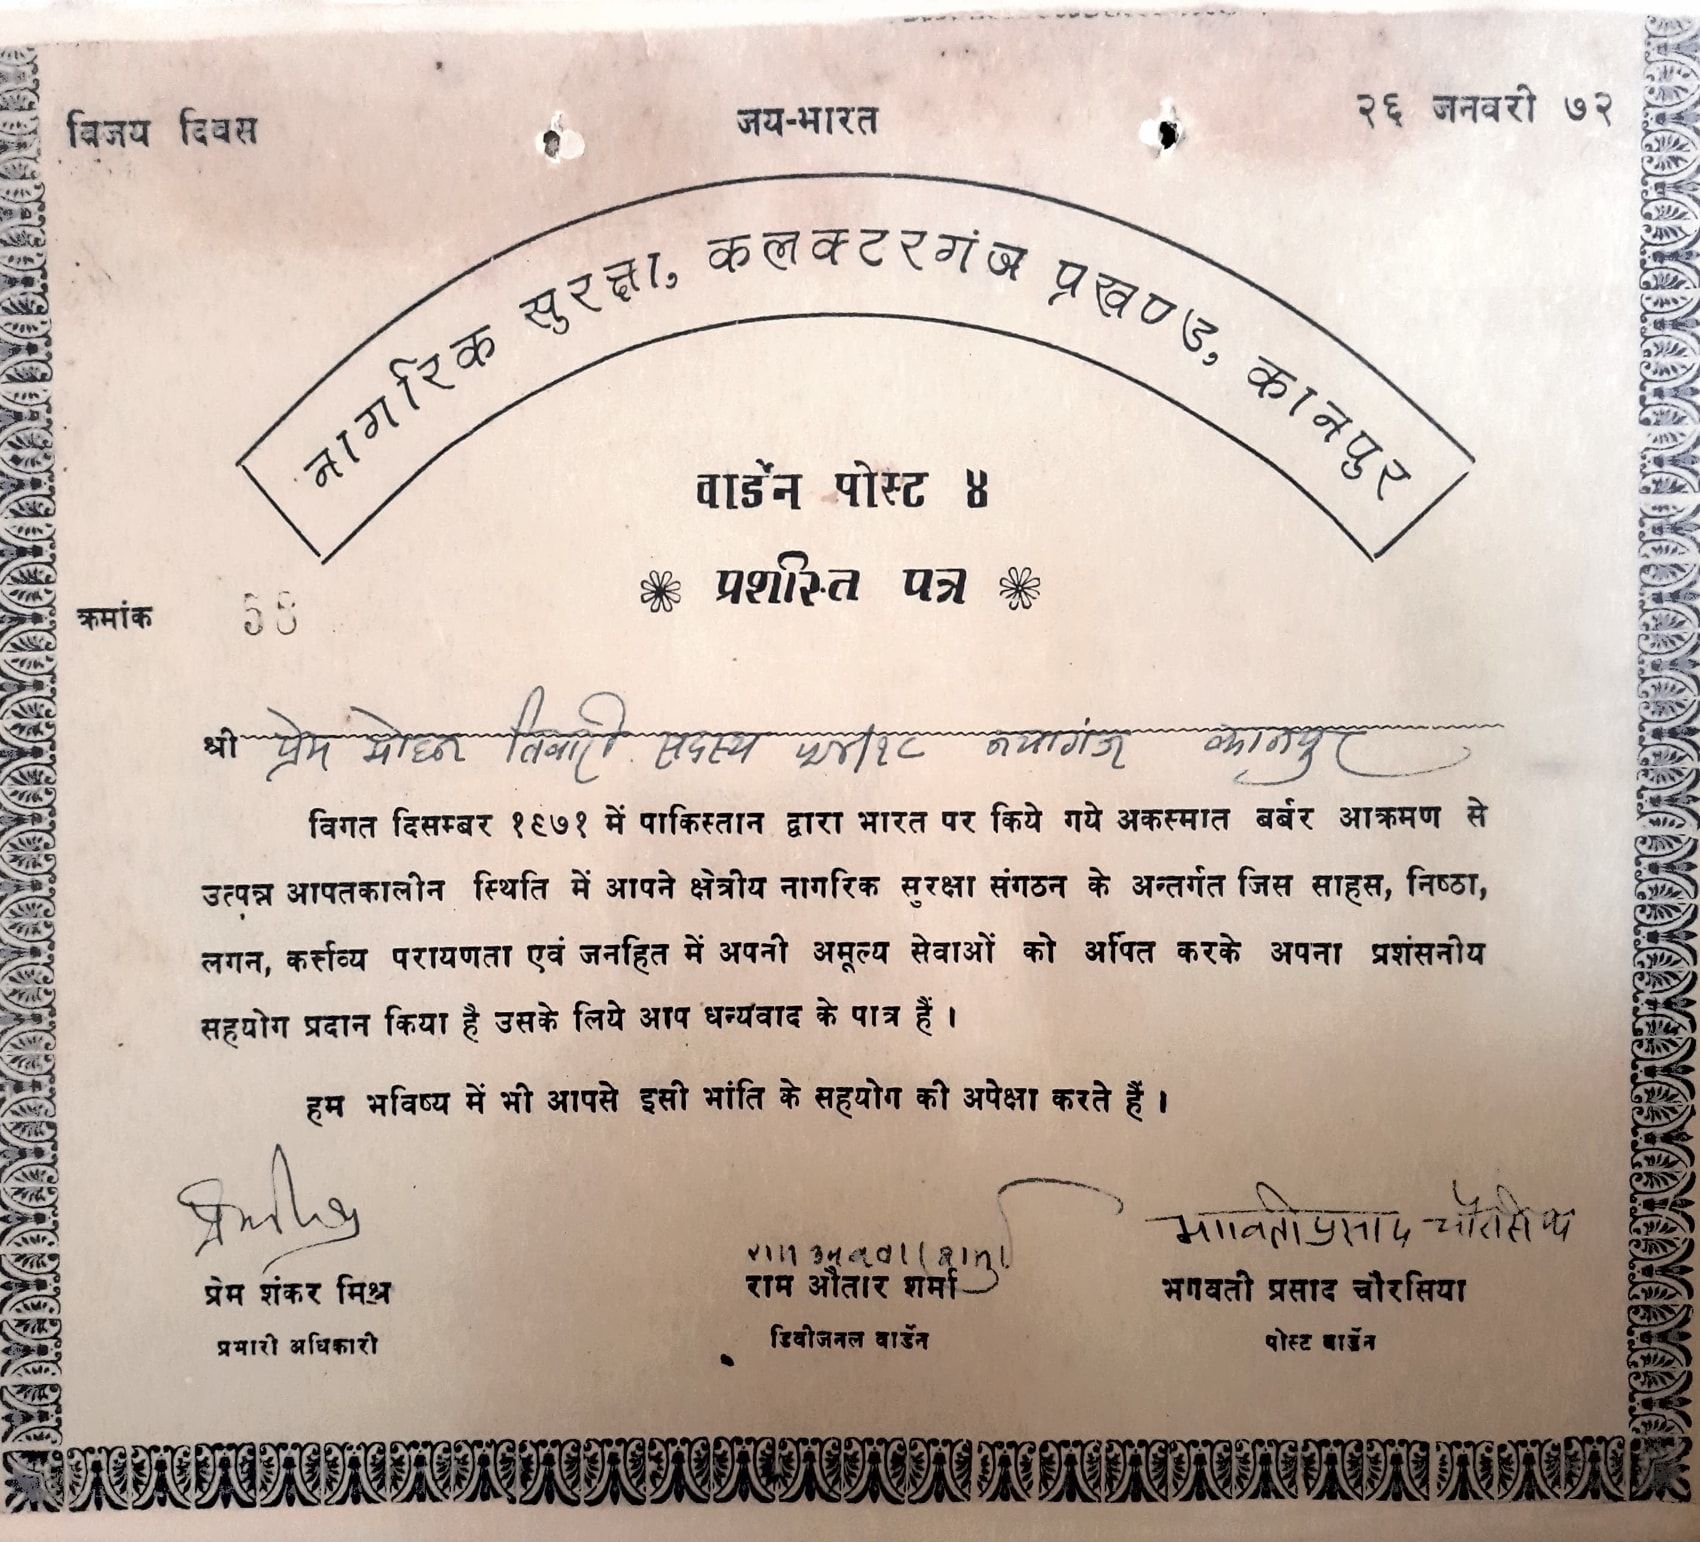 विजय दिवस जय-भारत २६ जनवरी ७२
नागरिक सुरक्षा, कलक्टरगंज प्रखण्ड, कानपुर
वार्डेन पोस्ट ४
प्रशस्ति पत्र
क्रमांक 58
श्री प्रेम मोहन तिवारी सदस्य ५४/१८ नयागंज कानपुर
विगत दिसम्बर १९७१ में पाकिस्तान द्वारा भारत पर किये गये अकस्मात बर्बर आक्रमण से
उत्पन्न आपतकालीन स्थिति में आपने क्षेत्रीय नागरिक सुरक्षा संगठन के अन्तर्गत जिस साहस, निष्ठा,
लगन, कर्त्तव्य परायणता एवं जनहित में अपनी अमूल्य सेवाओं को अर्पित करके अपना प्रशंसनीय
सहयोग प्रदान किया है उसके लिये आप धन्यवाद के पात्र हैं ।
हम भविष्य में भी आपसे इसी भांति के सहयोग की अपेक्षा करते हैं ।
भगवती प्रसाद चौरसिया
प्रेम शंकर मिश्र राम औतार शर्मा भगवती प्रसाद चौरसिया
प्रभारी अधिकारी डिवीजनल वार्डेन पोस्ट वार्डेन